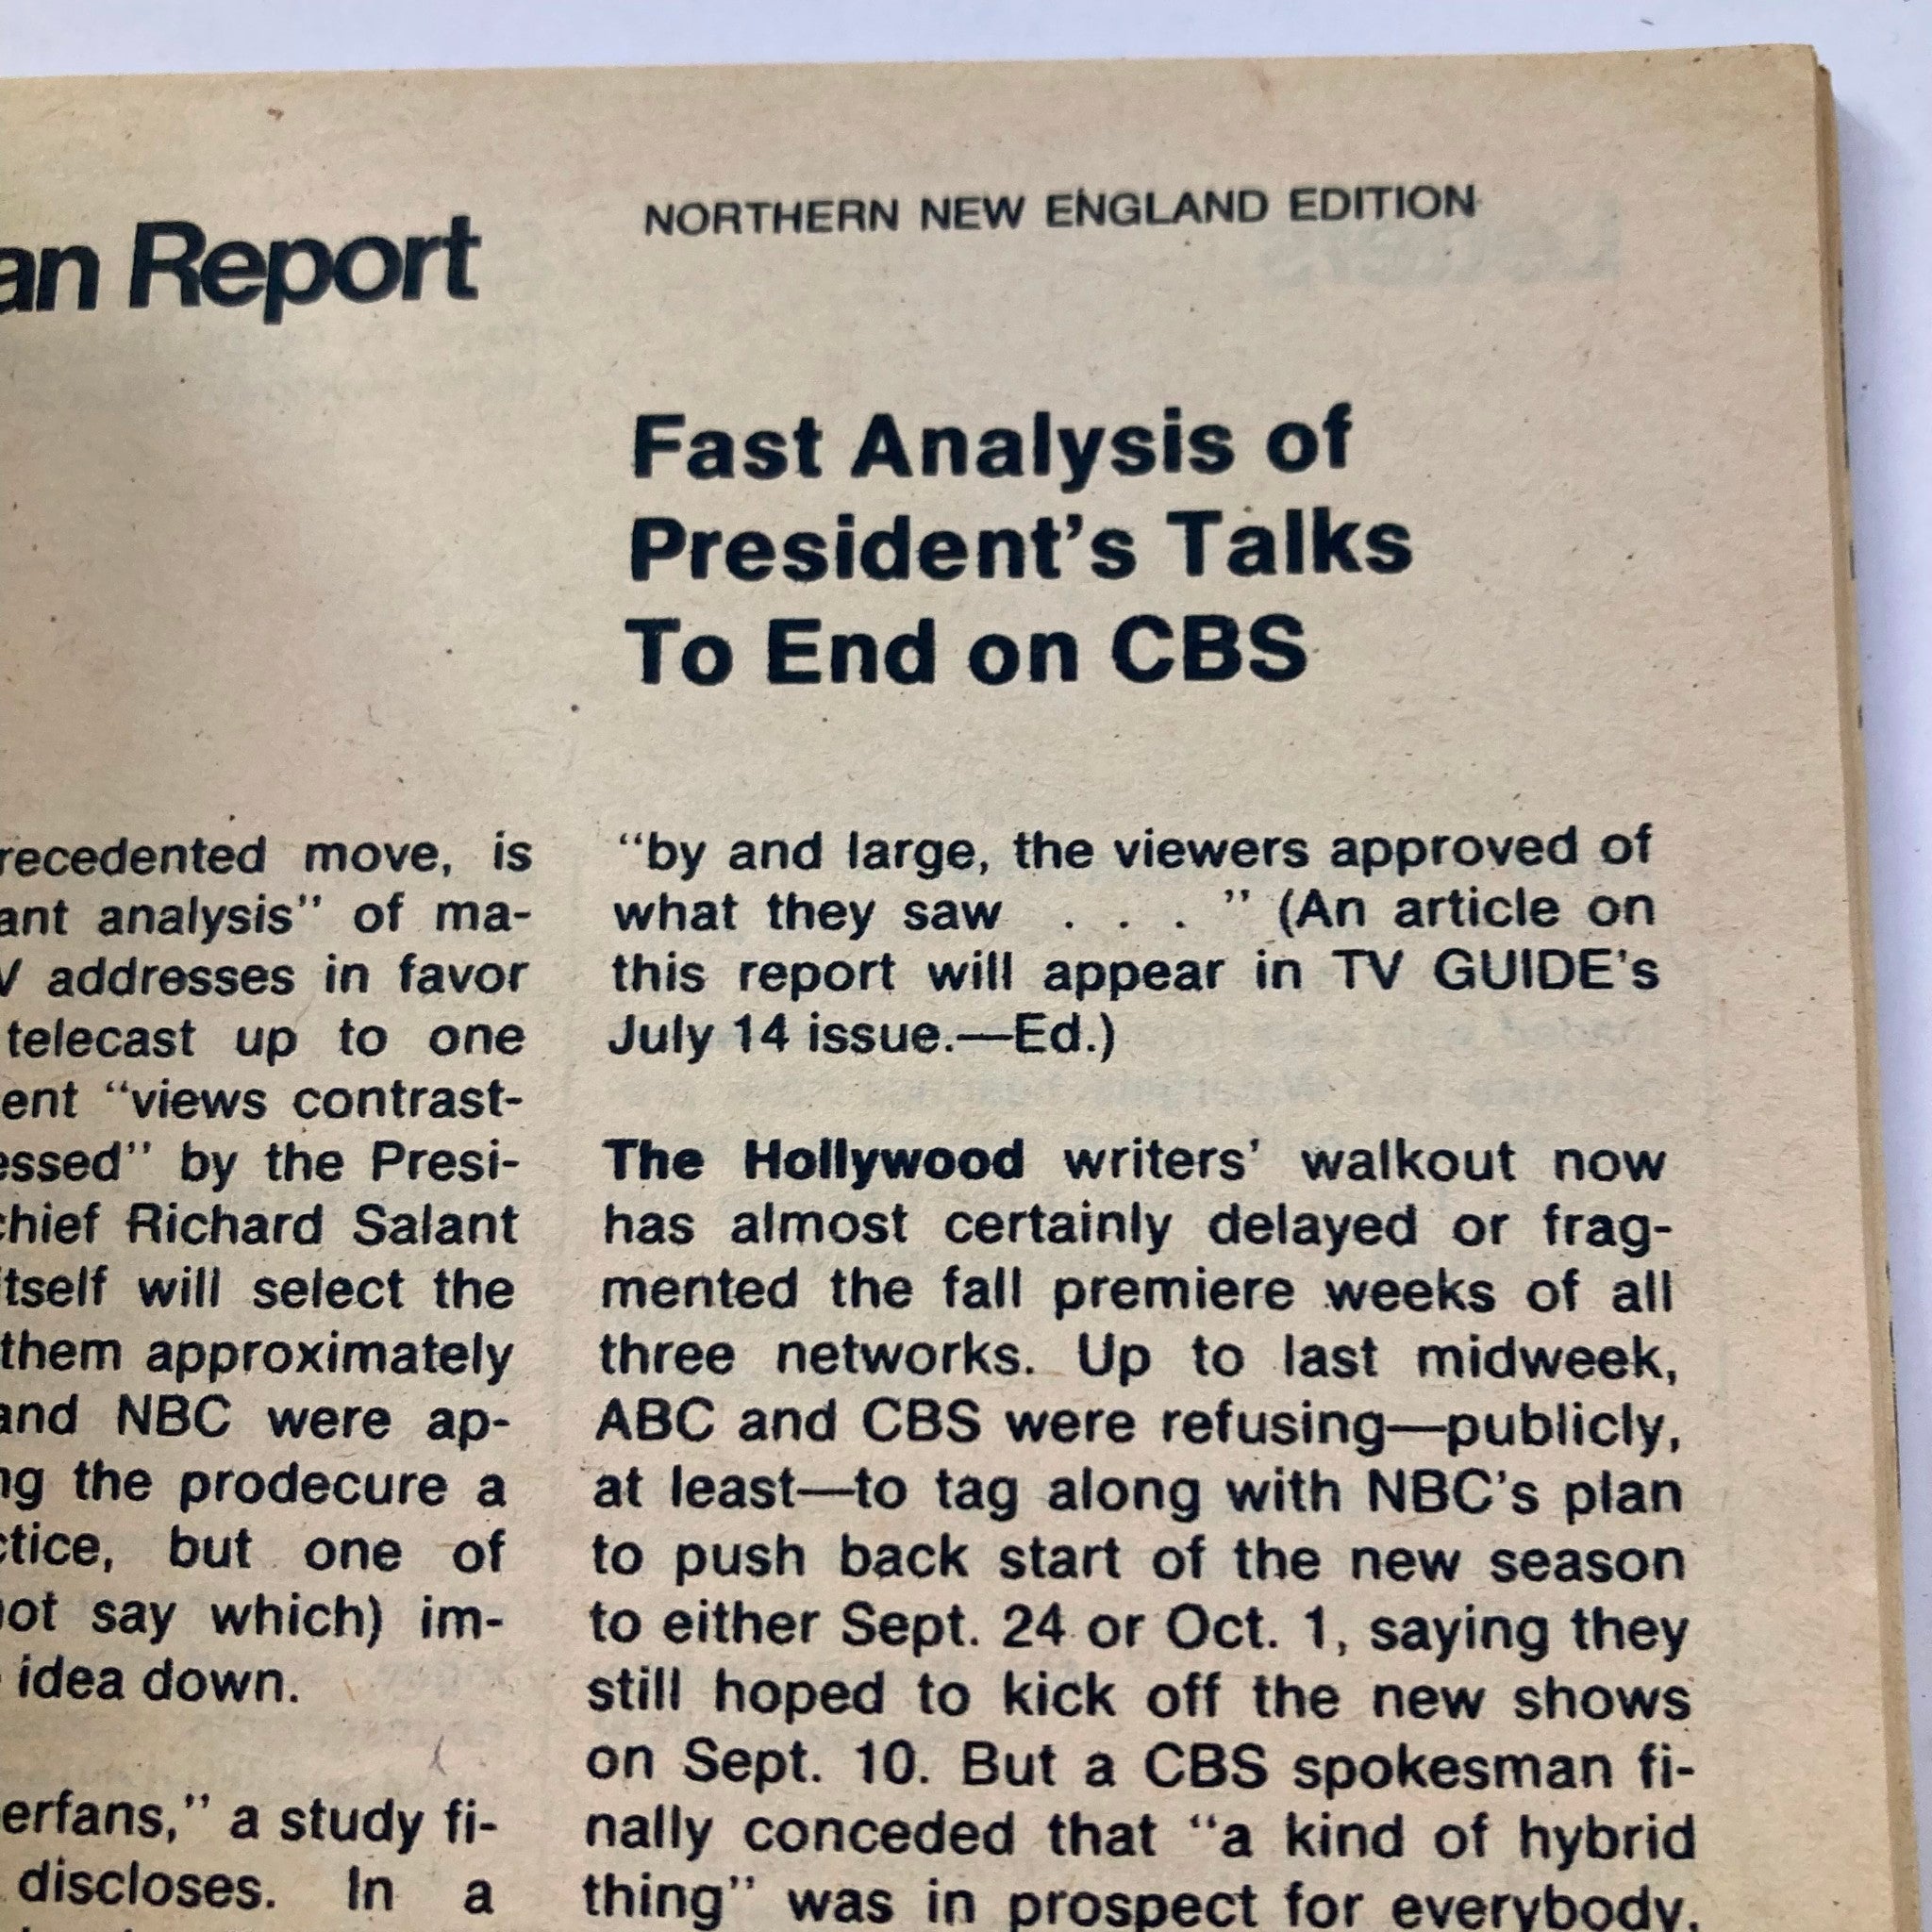 an Report
NORTHERN NEW ENGLAND EDITION
Fast Analysis of
President's Talks
To End on CBS
recedented move, is
ant analysis" of ma-
V addresses in favor
telecast up to one
ent "views contrast-
essed" by the Presi-
chief Richard Salant
itself will select the
them approximately
and NBC were ap-
ng the prodecure a
ctice, but one of
not say which) im-
idea down.
erfans," a study fi-
discloses. In a
"by and large, the viewers approved of
what they saw . . . " (An article on
this report will appear in TV GUIDE's
July 14 issue.—Ed.)
The Hollywood writers' walkout now
has almost certainly delayed or frag-
mented the fall premiere weeks of all
three networks. Up to last midweek,
ABC and CBS were refusing—publicly,
at least—to tag along with NBC's plan
to push back start of the new season
to either Sept. 24 or Oct. 1, saying they
still hoped to kick off the new shows
on Sept. 10. But a CBS spokesman fi-
nally conceded that "a kind of hybrid
thing" was in prospect for everybody,